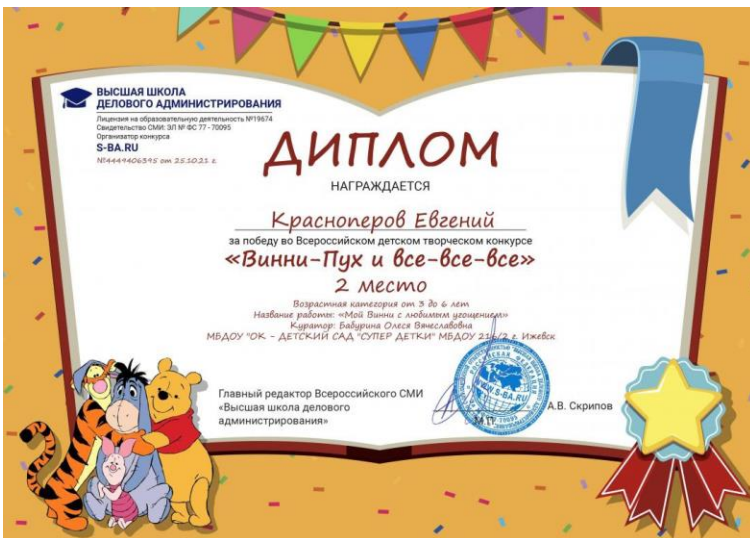 ВЫСШАЯ ШКОЛА
ДЕЛОВОГО АДМИНИСТРИРОВАНИЯ
Лицензия на образовательную деятельность №19674
Свидетельство СМИ: ЭЛ № ФС 77 - 70095
Организатор конкурса
S-BA.RU
№4449406395 от 25.10.21 г.
ДИПЛОМ
НАГРАЖДАЕТСЯ
Красноперов Евгений
за победу во Всероссийском детском творческом конкурсе
«Винни-Пух и все-все-все»
2 место
Возрастная категория от 3 до 6 лет
Название работы: «Мой Винни с любимым угощением»
Куратор: Бабурина Олеся Вячеславовна
МБДОУ "ОК - ДЕТСКИЙ САД "СУПЕР ДЕТКИ" МБДОУ г. Ижевск
Главный редактор Всероссийского СМИ
«Высшая школа делового
администрирования»
А.В. Скрипов
WWW.S-BA.RU